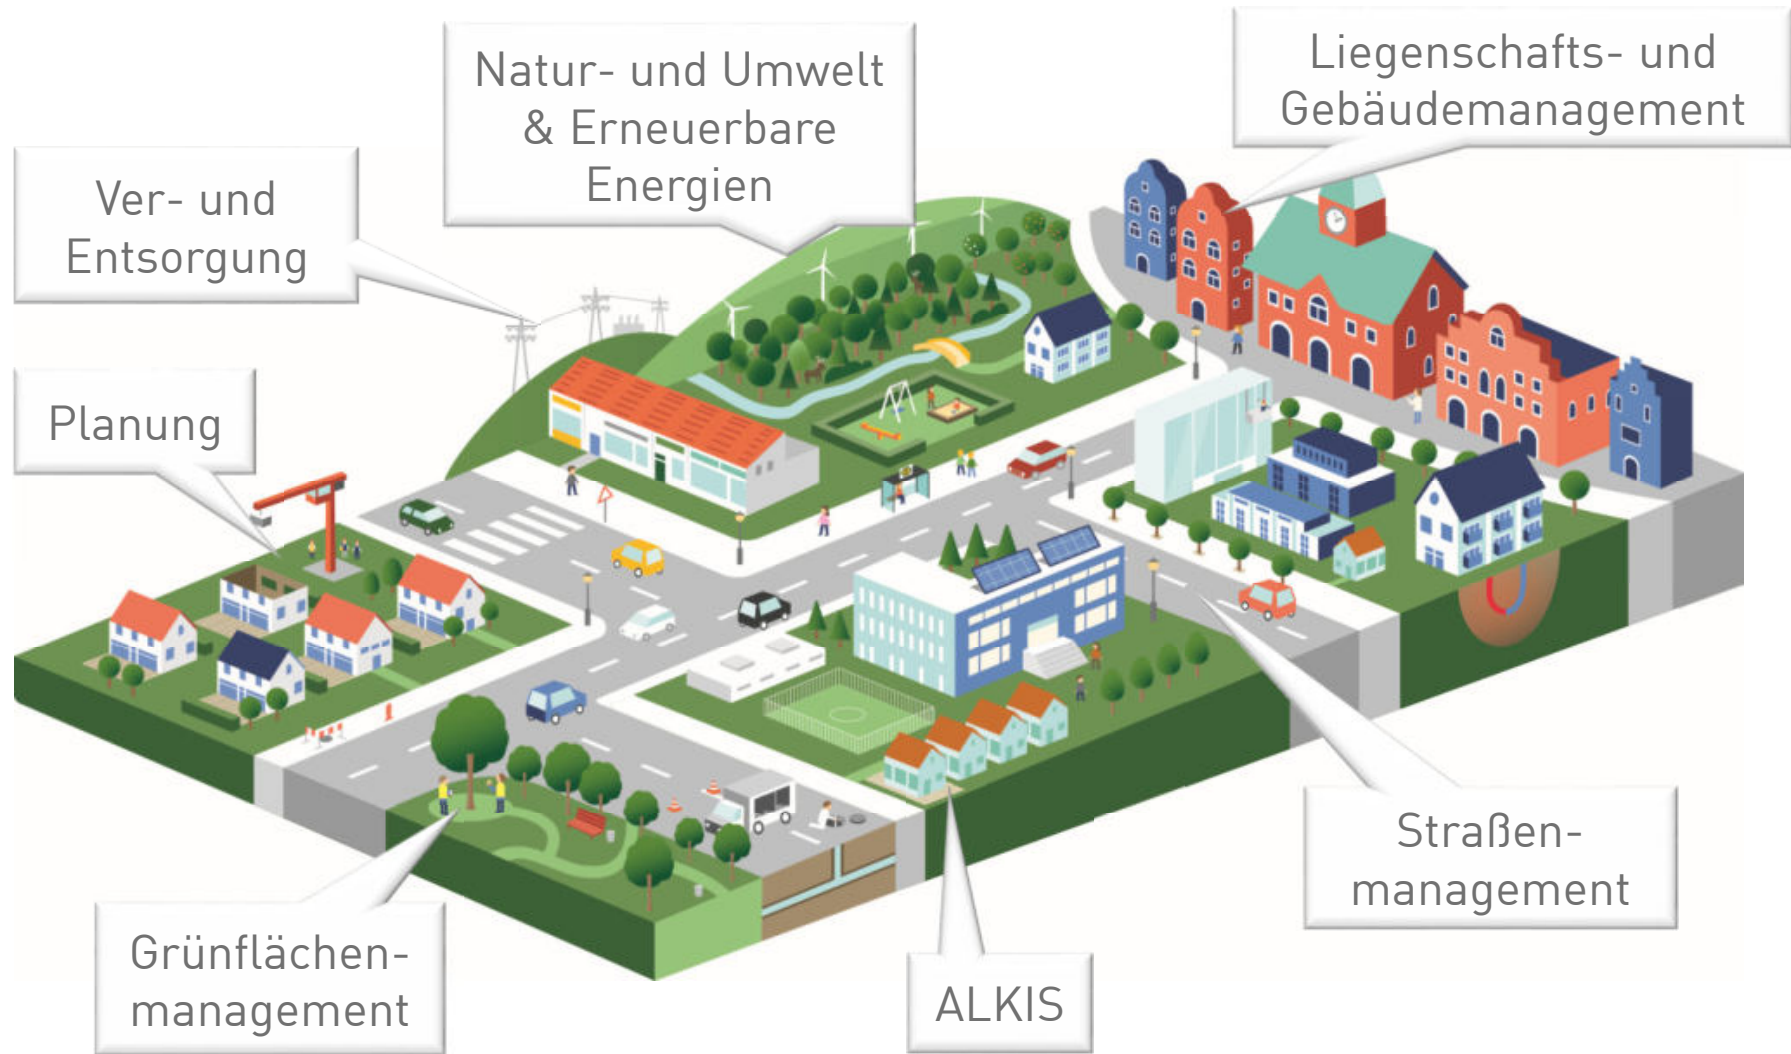 Natur- und Umwelt
& Erneuerbare
Energien
Liegenschafts- und
Gebäudemanagement
Ver- und
Entsorgung
Planung
Straßen-
management
Grünflächen-
management
ALKIS